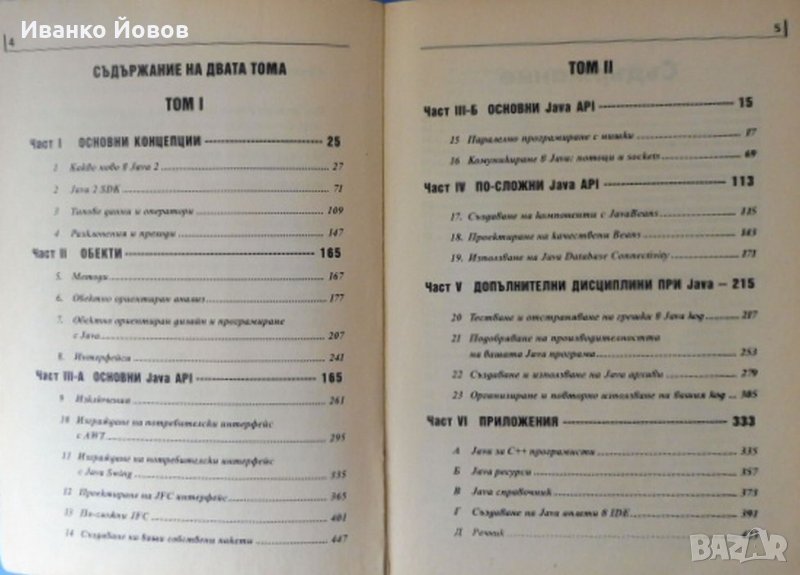 Иванко Йовов
4
СЪДЪРЖАНИЕ НА ДВАТА ТОМА
ТОМ I
Част I ОСНОВНИ КОНЦЕПЦИИ 25
1 Какво ново в Java 2 27
2 Java 2 SDK 71
3 Типове данни и оператори 109
4 Разклонения и преходи 147
Част II ОБЕКТИ 165
5. Методи 167
6. Обектно ориентиран анализ 177
7. Обектно ориентиран дизайн и програмиране
с Java 207
8. Интерфейси 241
Част III-А ОСНОВНИ Java API 165
9 Изключения 261
10 Изграждане на потребителски интерфейс
с AWT 295
11 Изграждане на потребителски интерфейс
с Java Swing 335
12 Проектиране на JFC интерфейс 365
13 По-сложни JFC 401
14 Създаване на ваши собствени пакети 447
5
ТОМ II
Част III-Б ОСНОВНИ Java API 15
15 Паралелно програмиране с нишки 17
16 Комуникиране в Java: потоци и sockets 69
Част IV ПО-СЛОЖНИ Java API 113
17. Създаване на компоненти с JavaBeans 115
18. Проектиране на качествени Beans 143
19. Използване на Java Database Connectivity 171
Част V ДОПЪЛНИТЕЛНИ ДИСЦИПЛИНИ ПРИ Java – 215
20 Тестване и отстраняване на грешки в Java код 217
21 Подобряване на производителността
на вашата Java програма 253
22 Създаване и използване на Java архиви 279
23 Организиране и повторно използване на вашия код 305
Част VI ПРИЛОЖЕНИЯ 333
А Java за C++ програмисти 335
Б Java ресурси 357
В Java справочник 373
Г Създаване на Java аплети в IDE 391
Д Речник
BAZAR